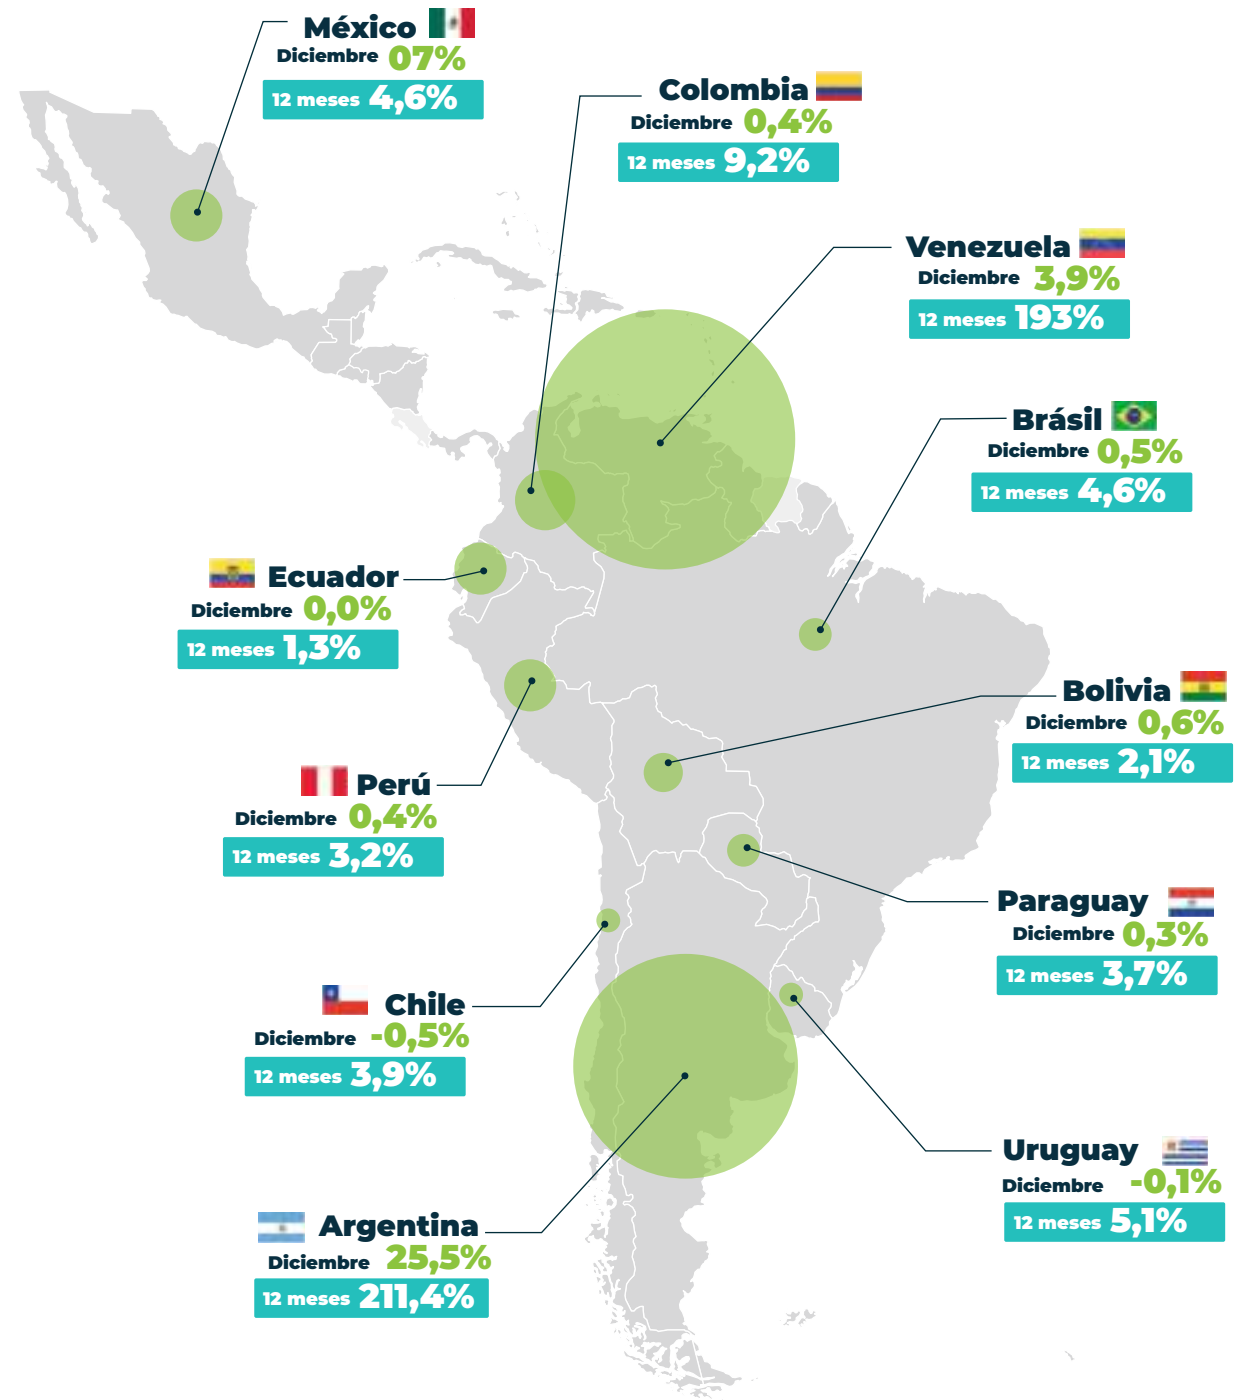 México
Diciembre 07%
12 meses 4,6%
Colombia
Diciembre 0,4%
12 meses 9,2%
Venezuela
Diciembre 3,9%
12 meses 193%
Brásil
Diciembre 0,5%
12 meses 4,6%
Ecuador
Diciembre 0,0%
12 meses 1,3%
Bolivia
Diciembre 0,6%
12 meses 2,1%
Perú
Diciembre 0,4%
12 meses 3,2%
Paraguay
Diciembre 0,3%
12 meses 3,7%
Chile
Diciembre -0,5%
12 meses 3,9%
Uruguay
Diciembre -0,1%
12 meses 5,1%
Argentina
Diciembre 25,5%
12 meses 211,4%